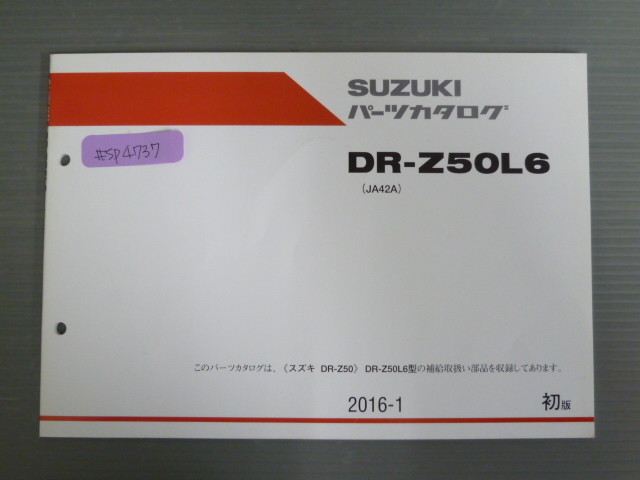 SUZUKI
パーツカタログ
DR-Z50L6
(JA42A)
#SP4737
このパーツカタログは、〈スズキ DR-Z50〉 DR-Z50L6型の補給取扱い部品を収録してあります。
2016-1
初版